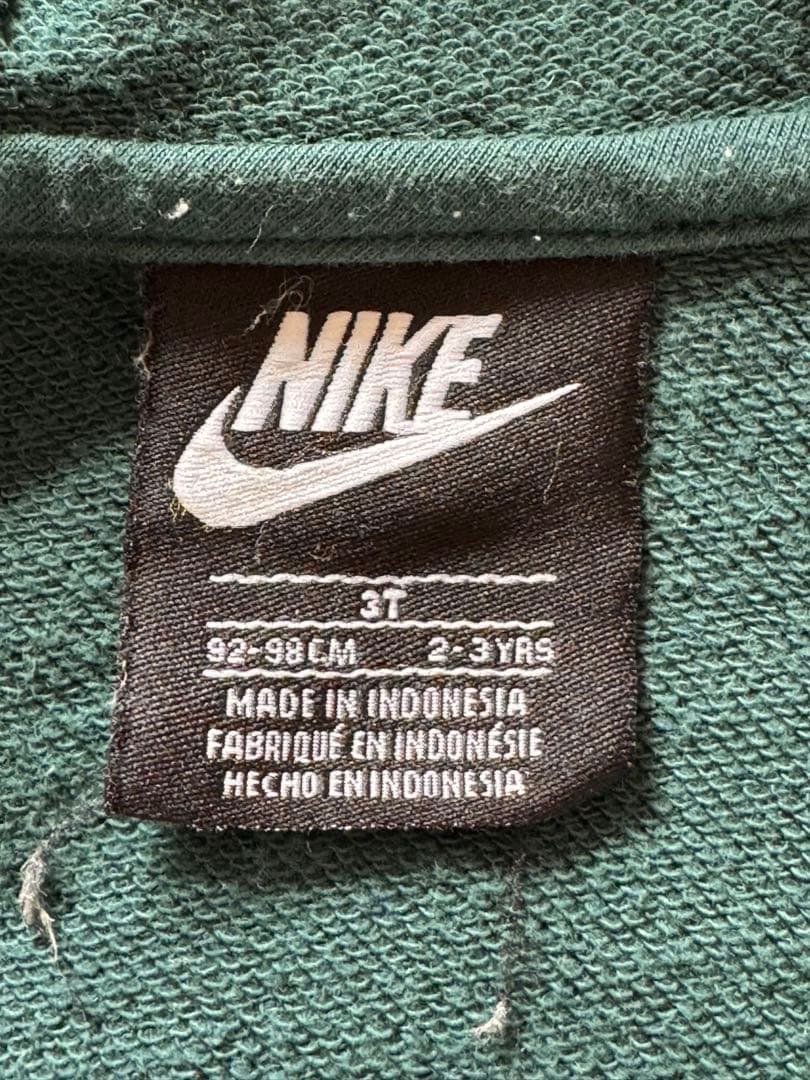 NIKE
3T
92-98CM 2-3YRS
MADE IN INDONESIA
FABRIQUÉ EN INDONÉSIE
HECHO EN INDONESIA